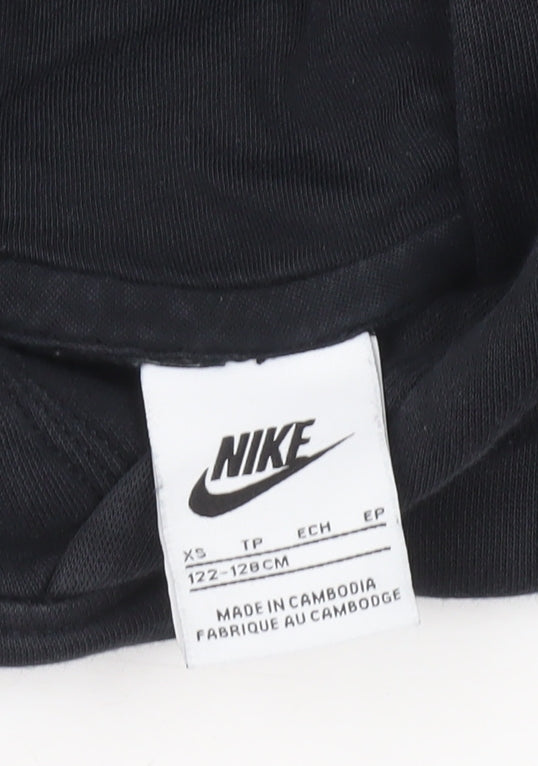 NIKE
XS TP ECH EP
122-128CM
MADE IN CAMBODIA
FABRIQUE AU CAMBODGE